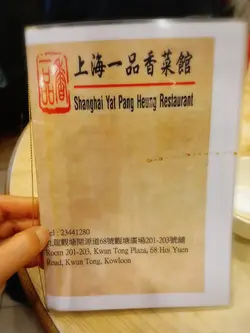 上海一品香菜館
Shanghai Yat Pang Heung Restaurant
Tel : 23441280
九龍觀塘開源道68號觀塘廣場201-203號舖
Room 201-203, Kwun Tong Plaza, 68 Hoi Yuen
Road, Kwun Tong, Kowloon